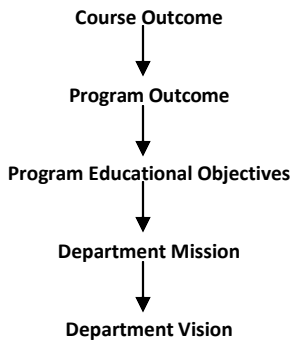 Course Outcome
Program Outcome
Program Educational Objectives
Department Mission
Department Vision